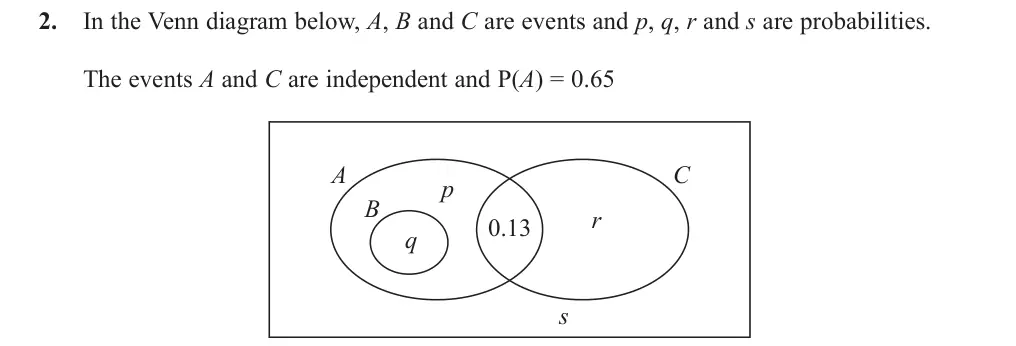 2. In the Venn diagram below, A, B and C are events and p, q, r and s are probabilities.
The events A and C are independent and P(A) = 0.65
A
C
p
B
0.13
r
q
s